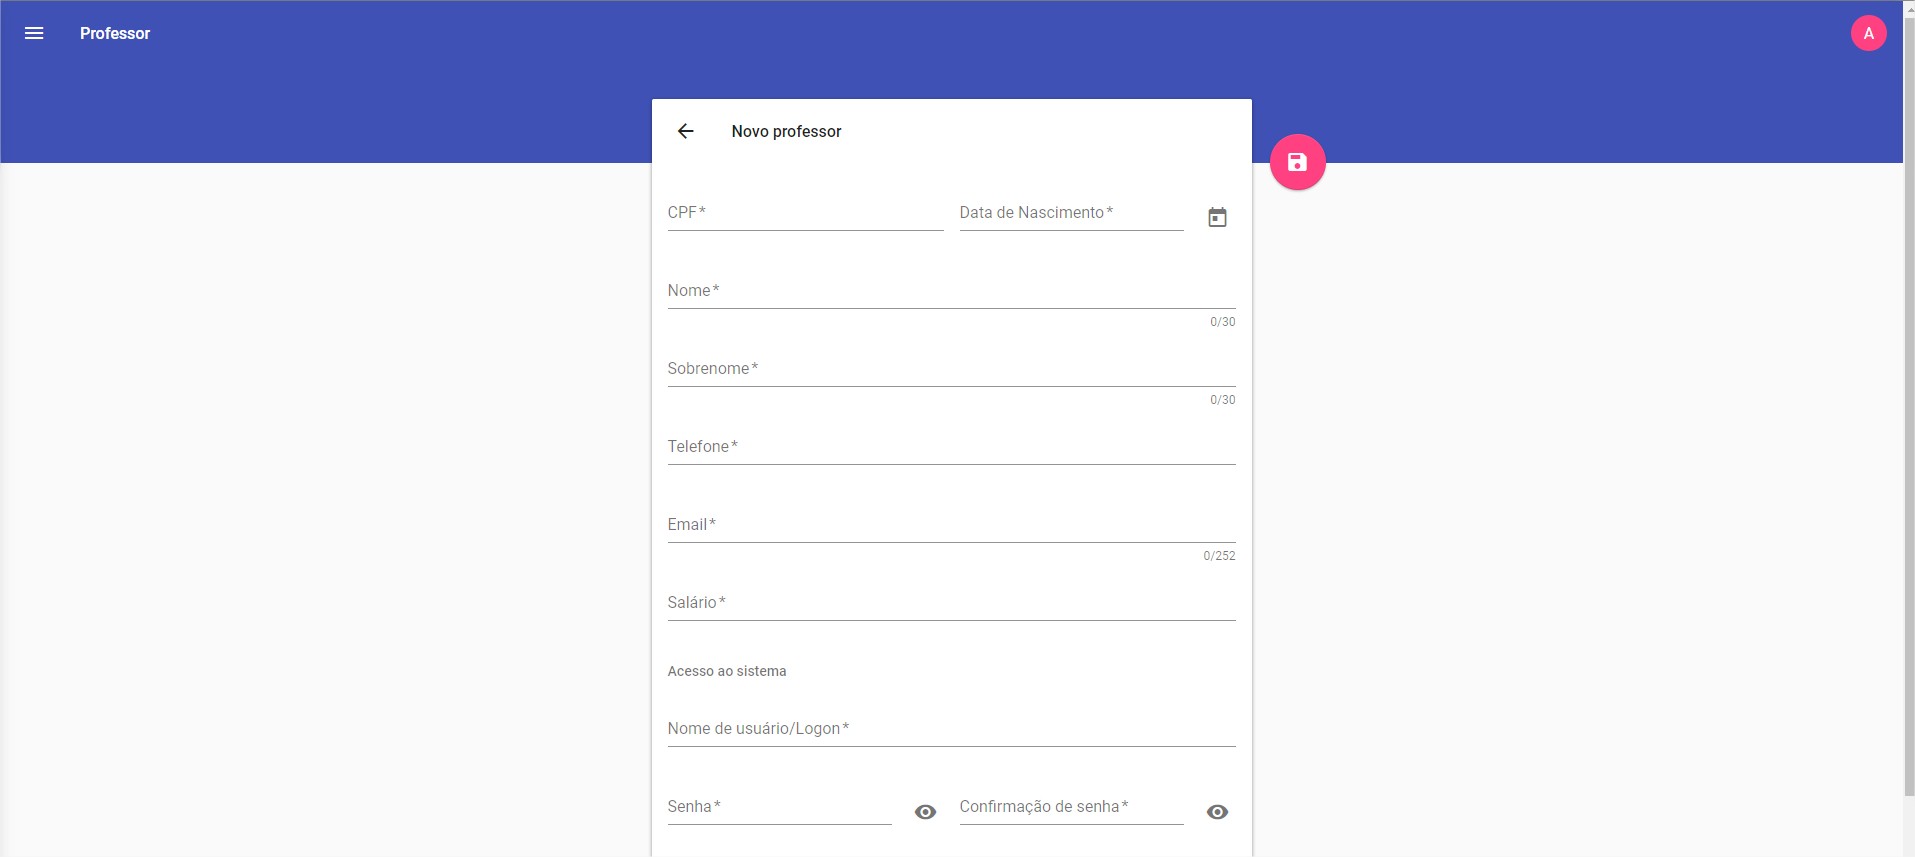 Professor
A
Novo professor
CPF*
Data de Nascimento*
Nome*
0/30
Sobrenome*
0/30
Telefone*
Email*
0/252
Salário*
Acesso ao sistema
Nome de usuário/Logon*
Senha*
Confirmação de senha*